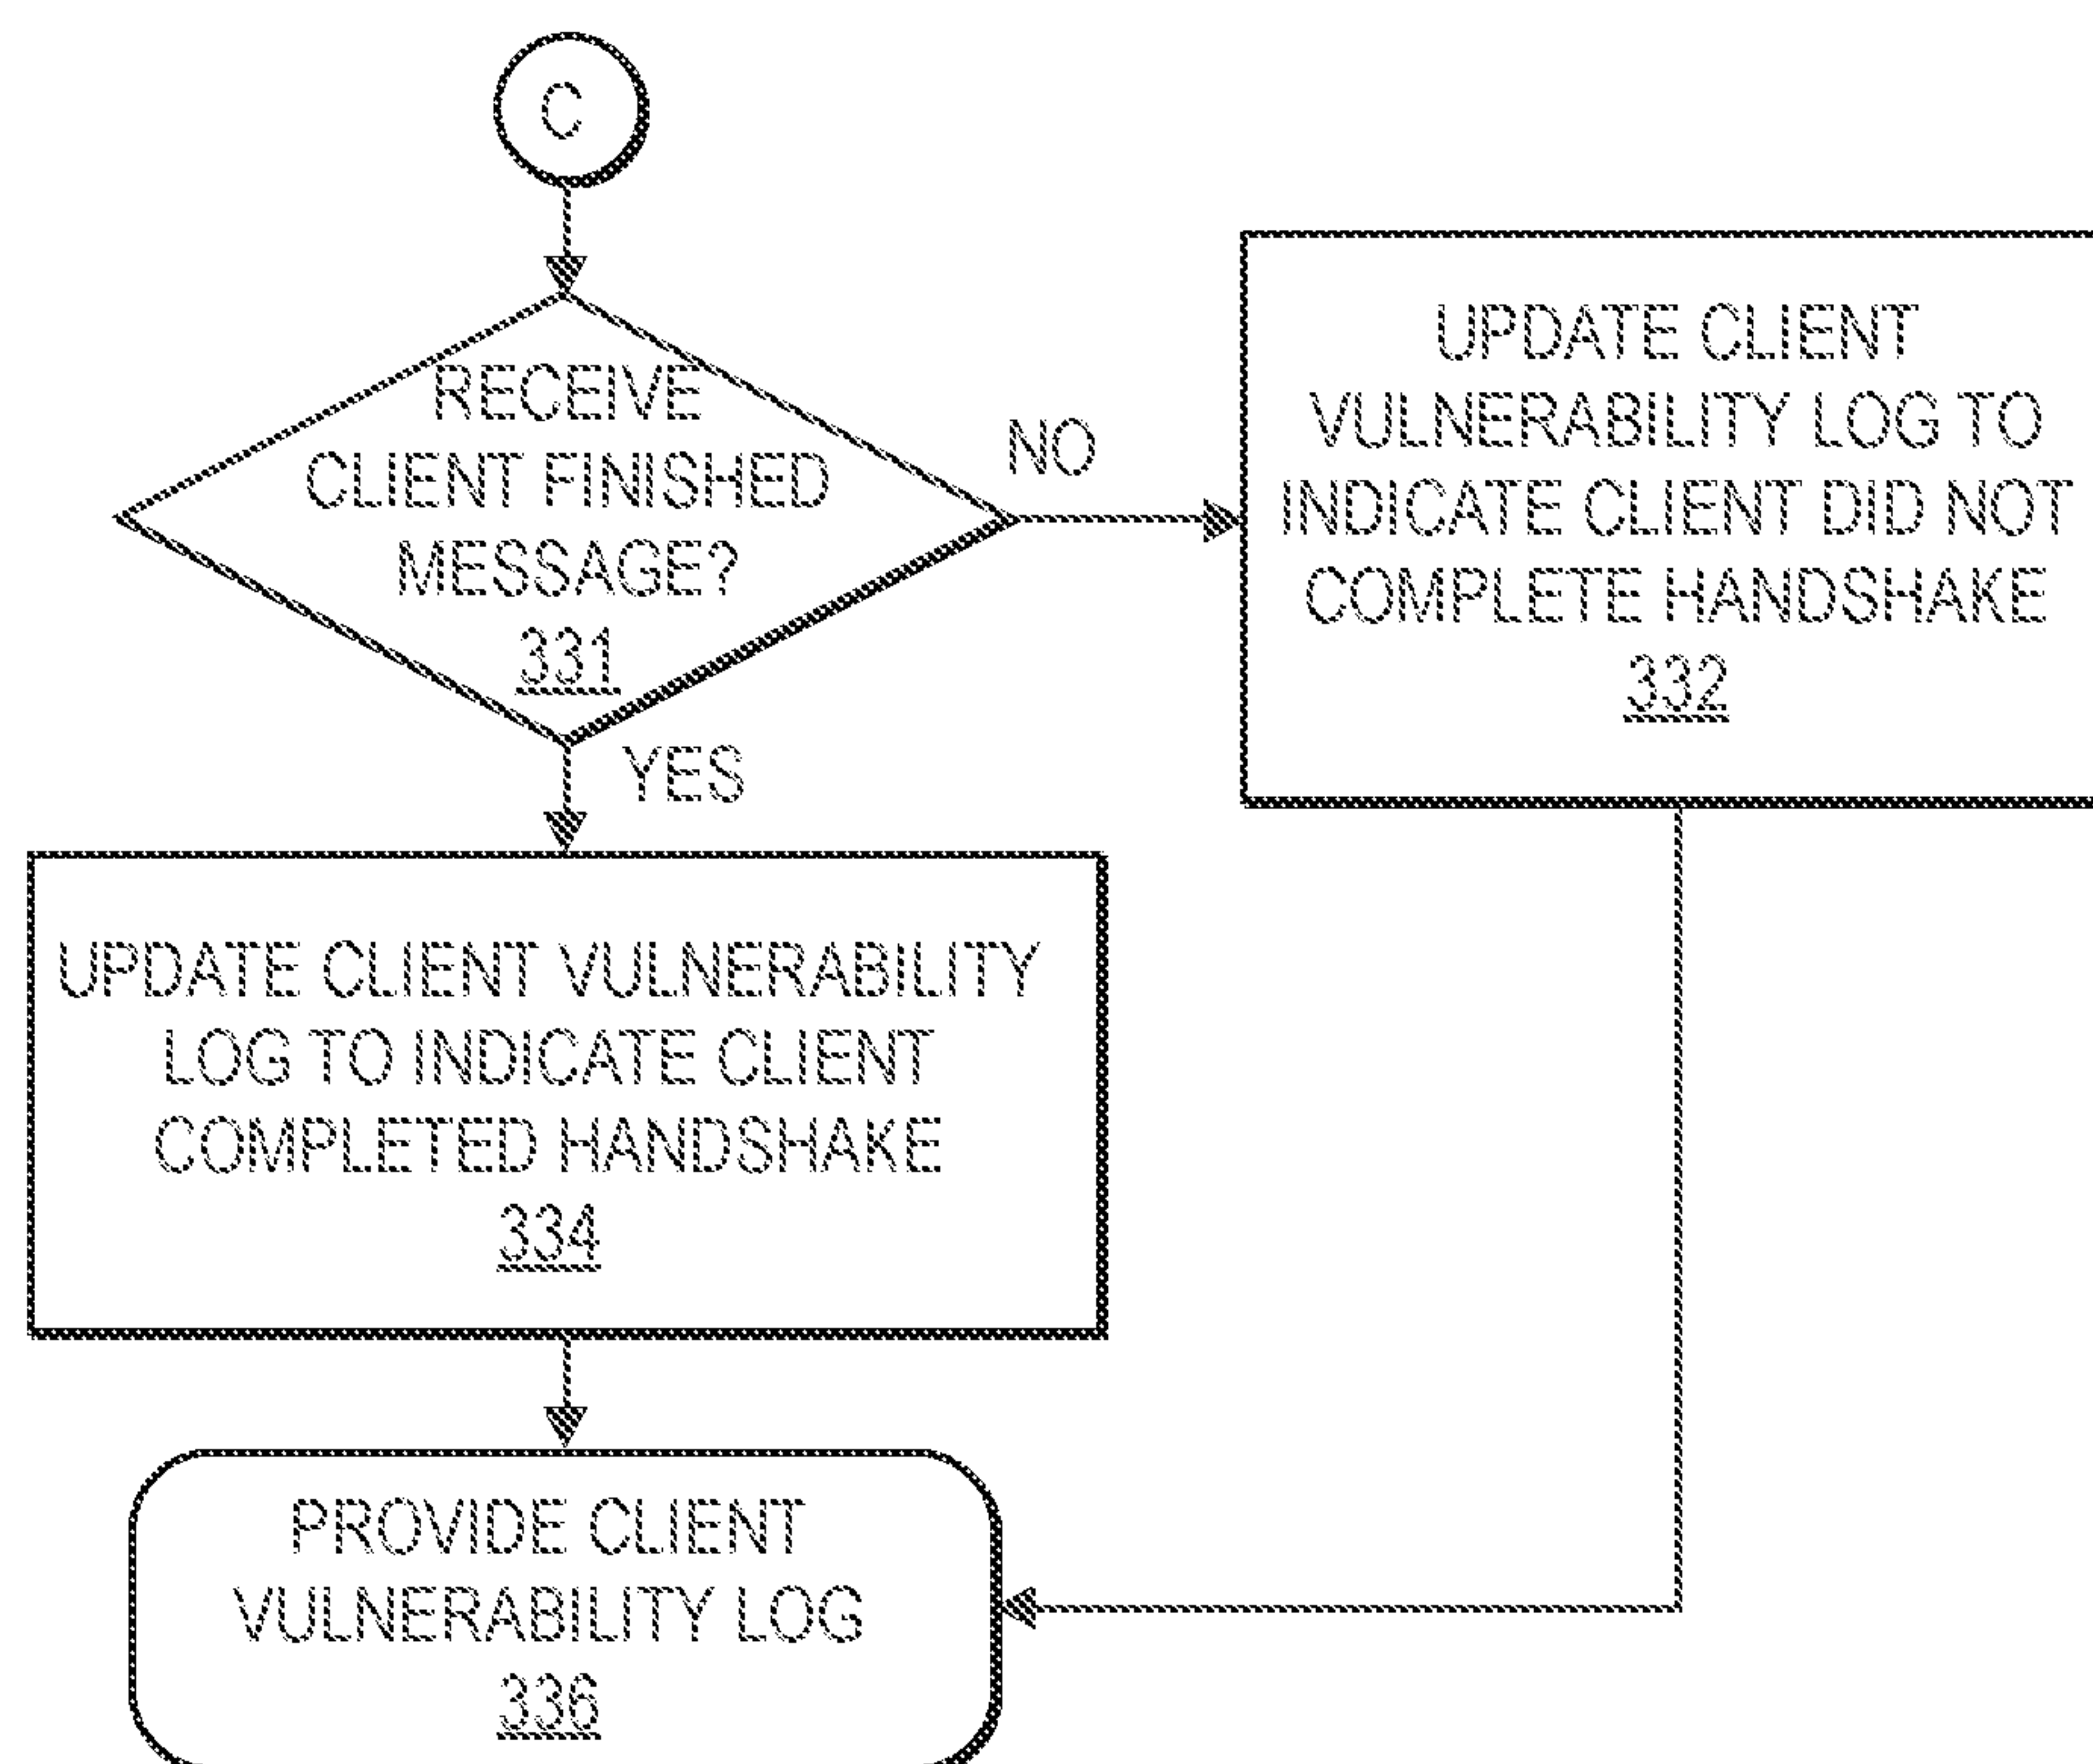 C
RECEIVE
CLIENT FINISHED
MESSAGE?
331
NO
UPDATE CLIENT
VULNERABILITY LOG TO
INDICATE CLIENT DID NOT
COMPLETE HANDSHAKE
332
YES
UPDATE CLIENT VULNERABILITY
LOG TO INDICATE CLIENT
COMPLETED HANDSHAKE
334
PROVIDE CLIENT
VULNERABILITY LOG
336